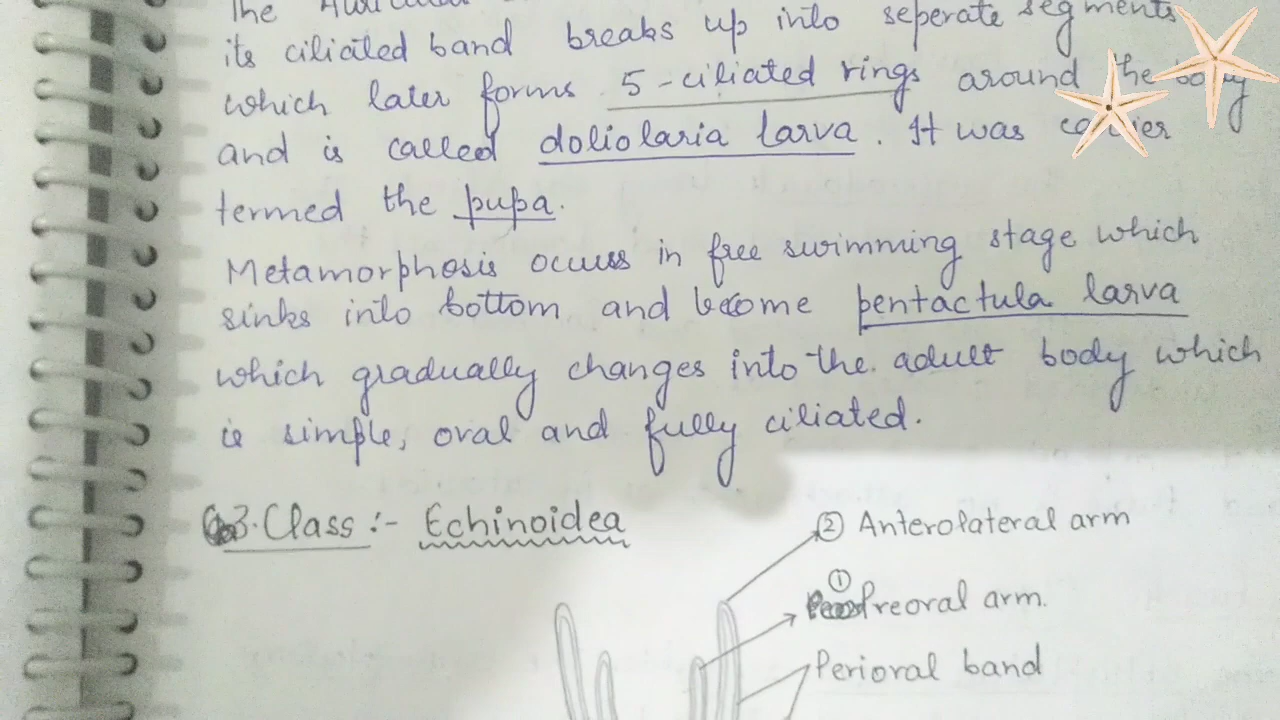 The
its ciliated band breaks up into seperate segments
which later forms 5-ciliated rings around the body
and is called doliolaria larva. It was
termed the pupa.
Metamorphosis occurs in free swimming stage which
sinks into bottom and become pentactula larva
which gradually changes into the adult body which
is simple, oval and fully ciliated.
3. Class :- Echinoidea
② Anterolateral arm
① Preoral arm.
Perioral band